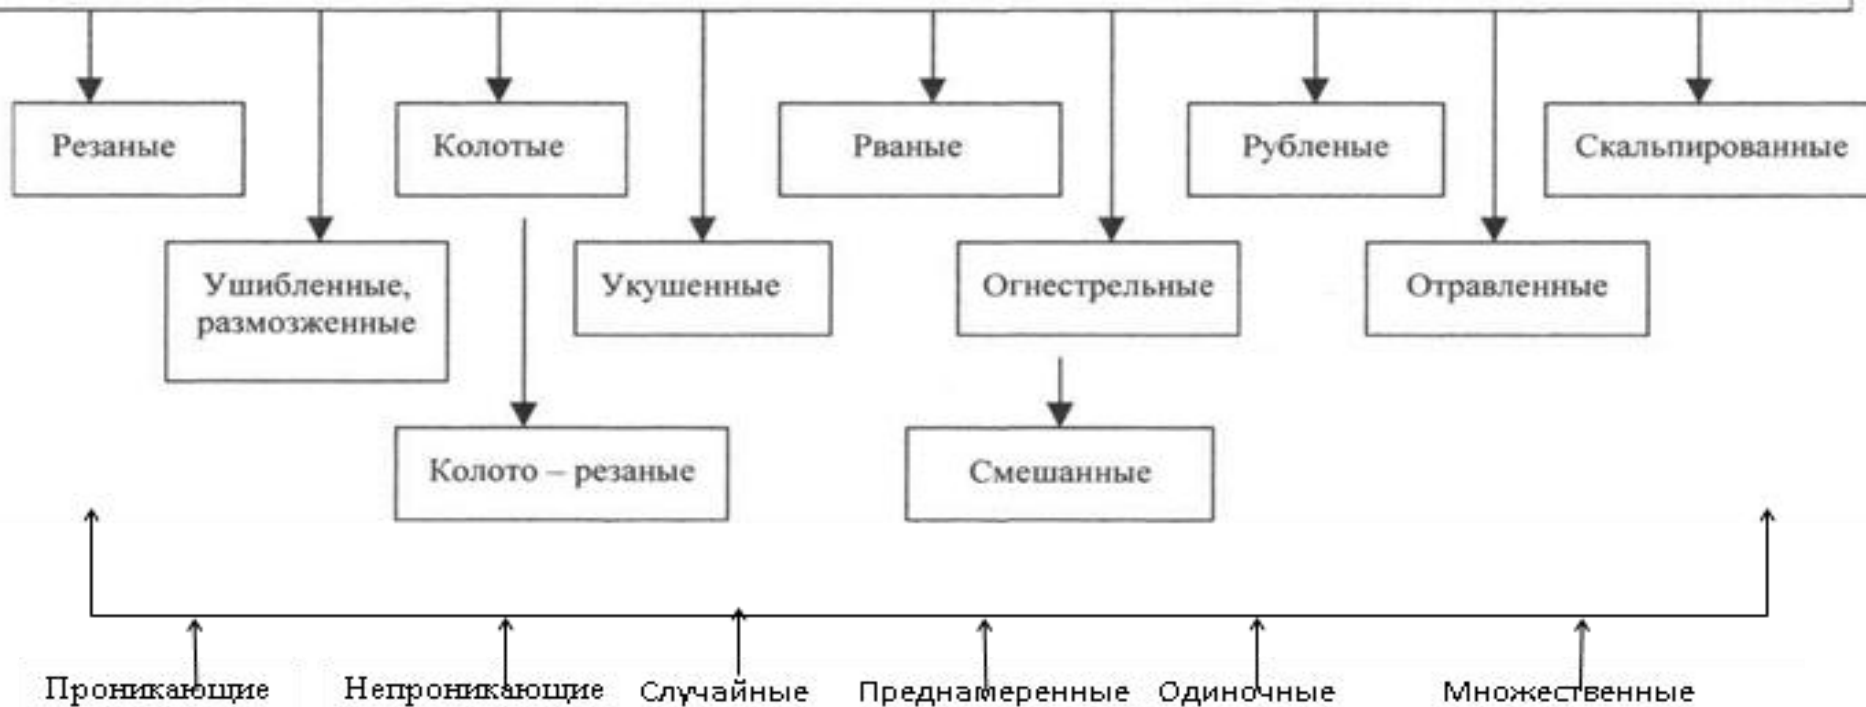 Резаные
Колотые
Рваные
Рубленые
Скальпированные
Ушибленные,
размозженные
Укушенные
Огнестрельные
Отравленные
Колото – резаные
Смешанные
Проникающие
Непроникающие
Случайные
Преднамеренные
Одиночные
Множественные